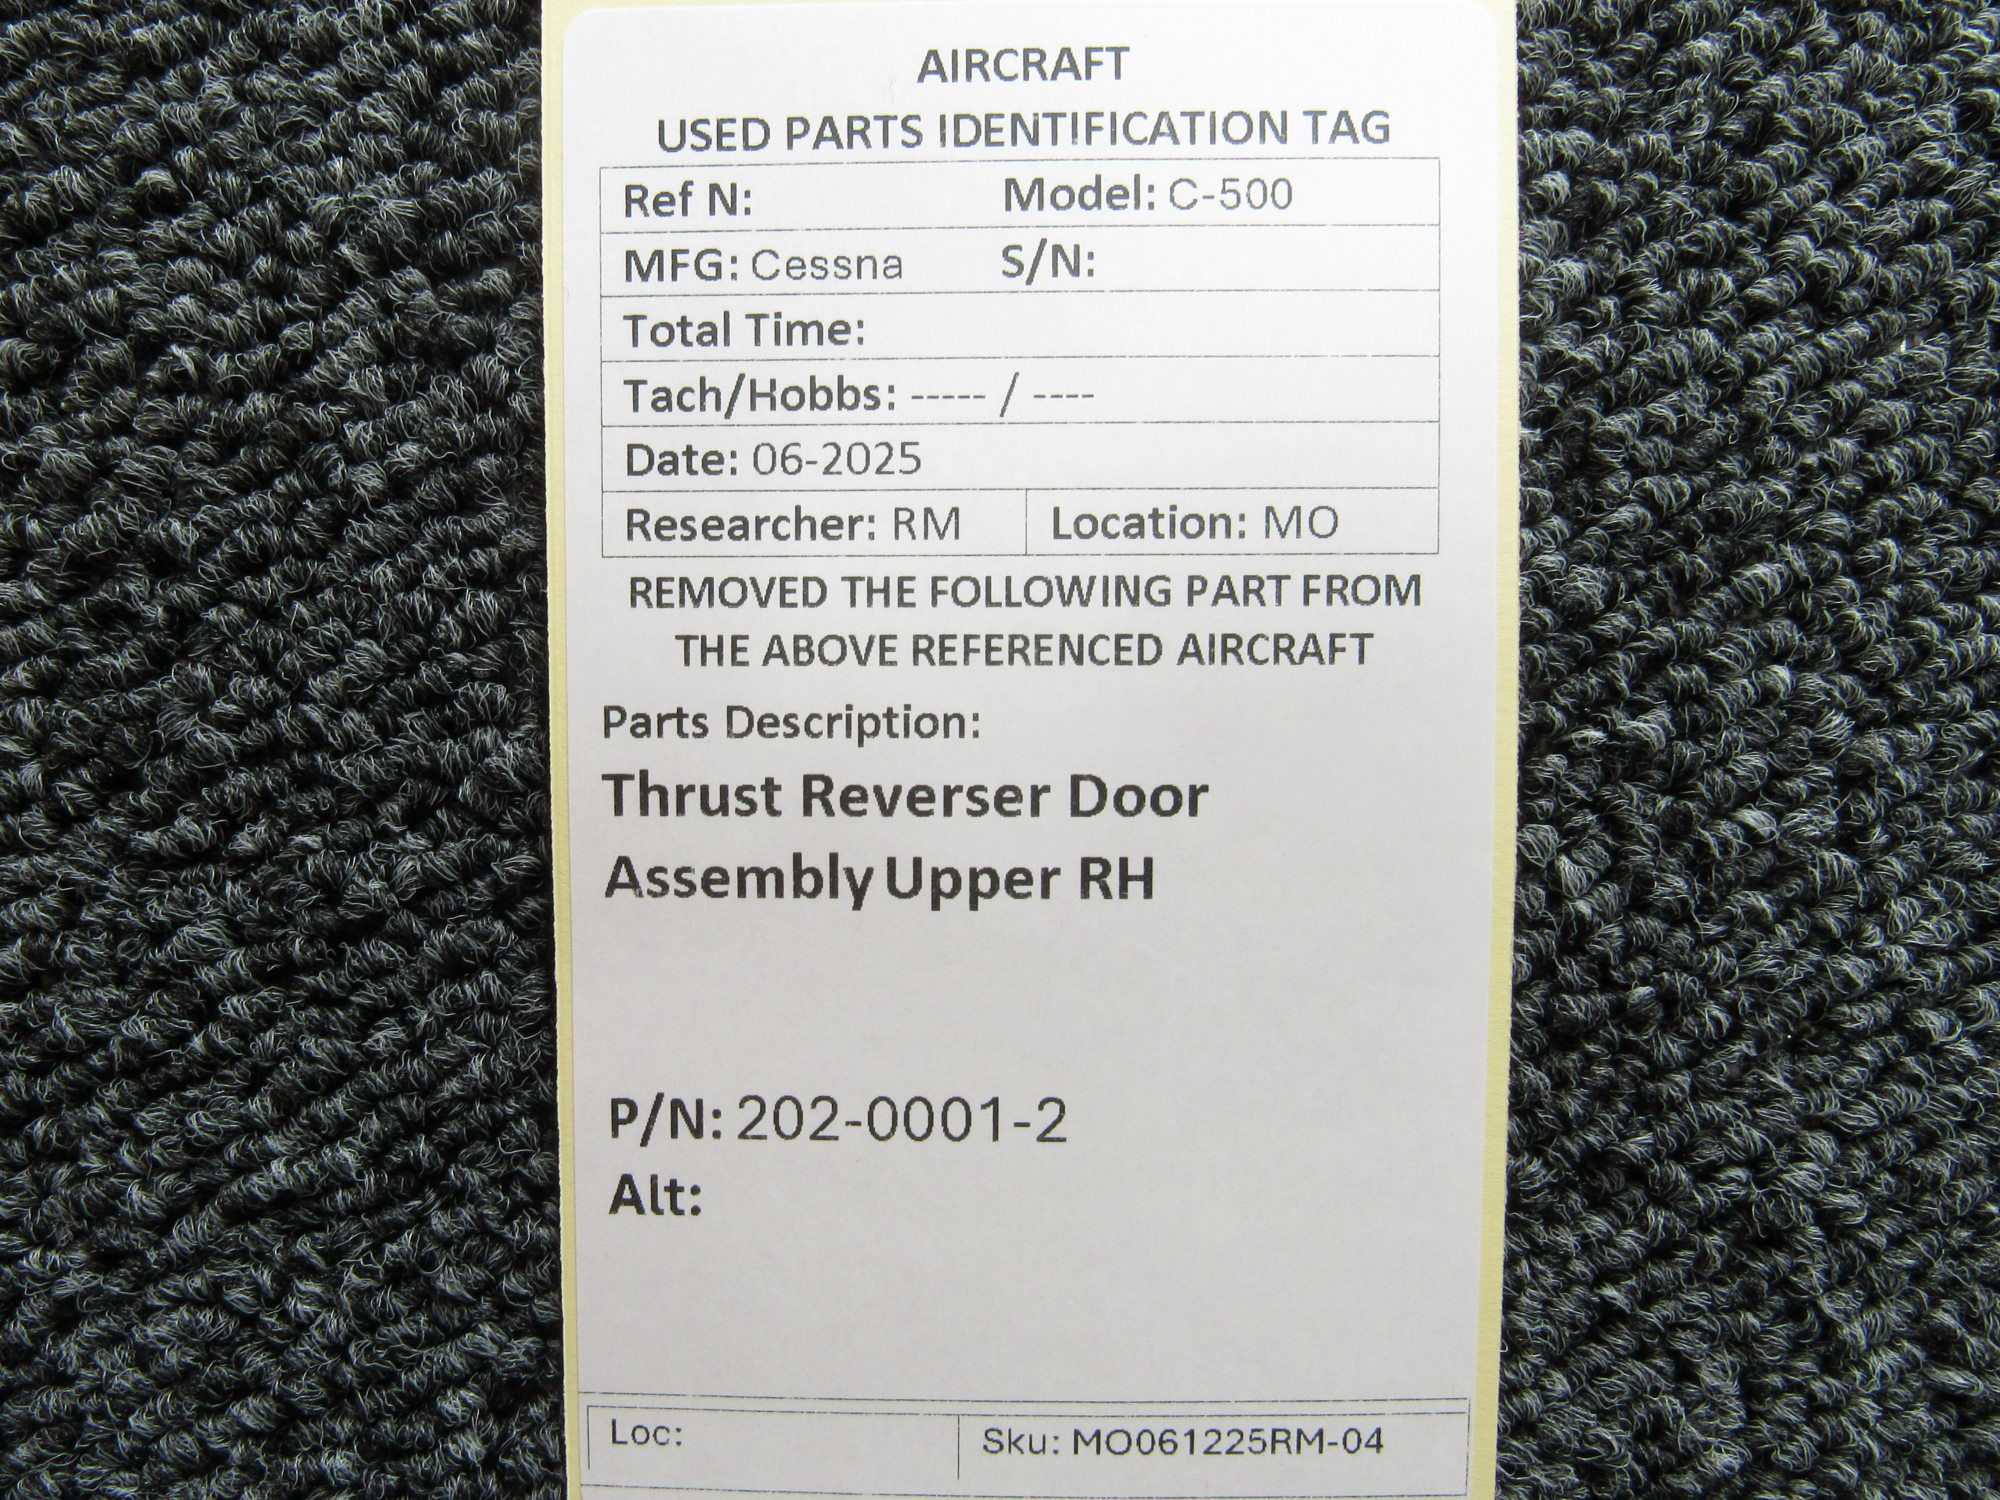 AIRCRAFT
USED PARTS IDENTIFICATION TAG
Ref N: Model: C-500
MFG: Cessna S/N:
Total Time:
Tach/Hobbs: ----- / ----
Date: 06-2025
Researcher: RM Location: MO
REMOVED THE FOLLOWING PART FROM
THE ABOVE REFERENCED AIRCRAFT
Parts Description:
Thrust Reverser Door
Assembly Upper RH
P/N: 202-0001-2
Alt:
Loc: Sku: MO061225RM-04